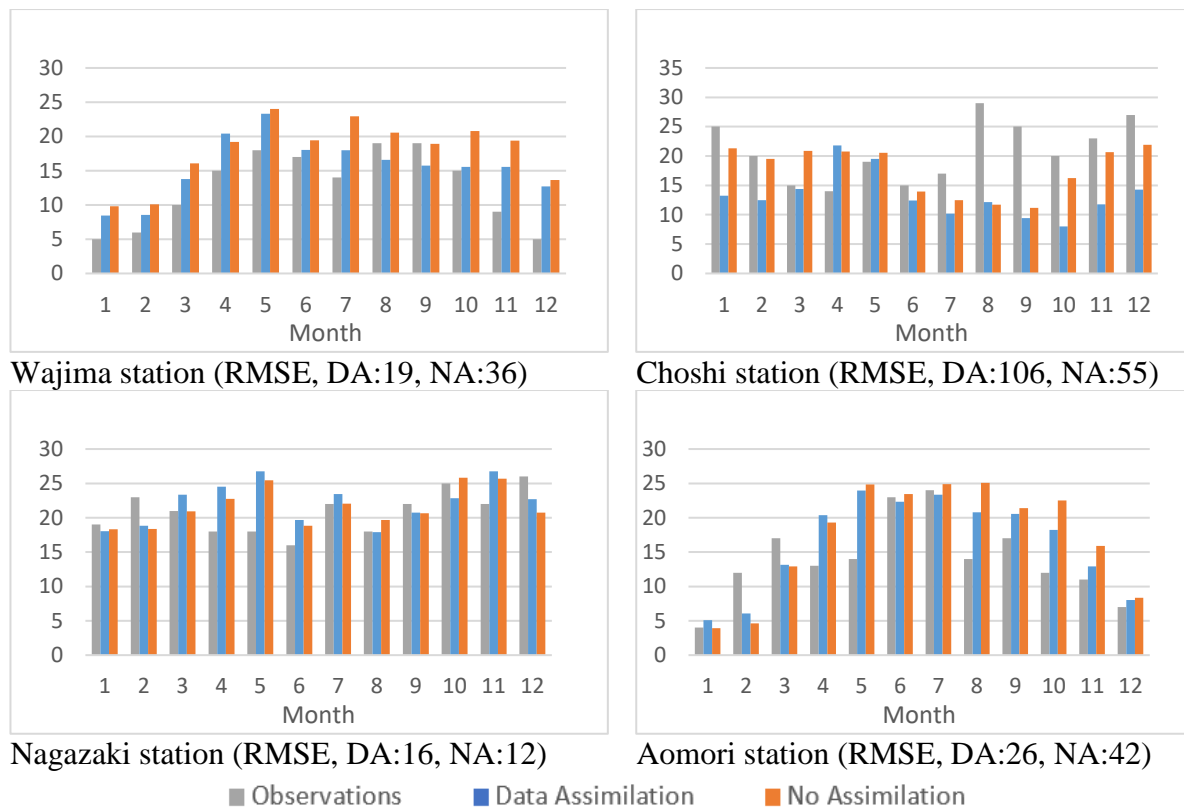 30
25
20
15
10
5
0
1 2 3 4 5 6 7 8 9 10 11 12
Month
Wajima station (RMSE, DA:19, NA:36)
35
30
25
20
15
10
5
0
1 2 3 4 5 6 7 8 9 10 11 12
Month
Choshi station (RMSE, DA:106, NA:55)
30
25
20
15
10
5
0
1 2 3 4 5 6 7 8 9 10 11 12
Month
Nagazaki station (RMSE, DA:16, NA:12)
30
25
20
15
10
5
0
1 2 3 4 5 6 7 8 9 10 11 12
Month
Aomori station (RMSE, DA:26, NA:42)
Observations Data Assimilation No Assimilation